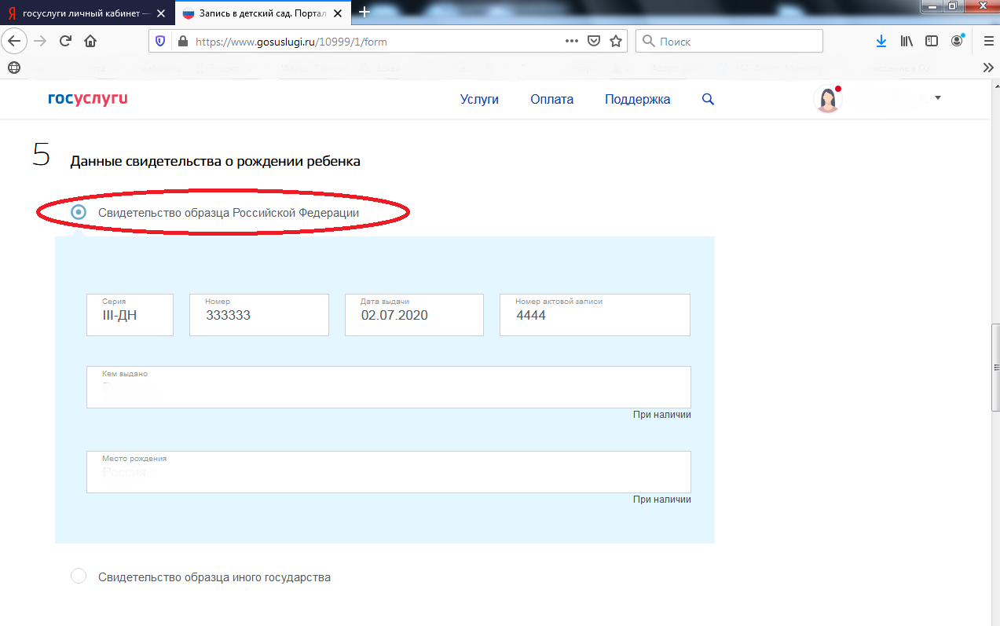 госуслуги личный кабинет —
Запись в детский сад. Портал
https://www.gosuslugi.ru/10999/1/form
Поиск
госуслуги
Услуги Оплата Поддержка
5 Данные свидетельства о рождении ребенка
Свидетельство образца Российской Федерации
Серия Номер Дата выдачи Номер актовой записи
III-ДН 333333 02.07.2020 4444
Кем выдано
При наличии
Место рождения
Россия
При наличии
Свидетельство образца иного государства